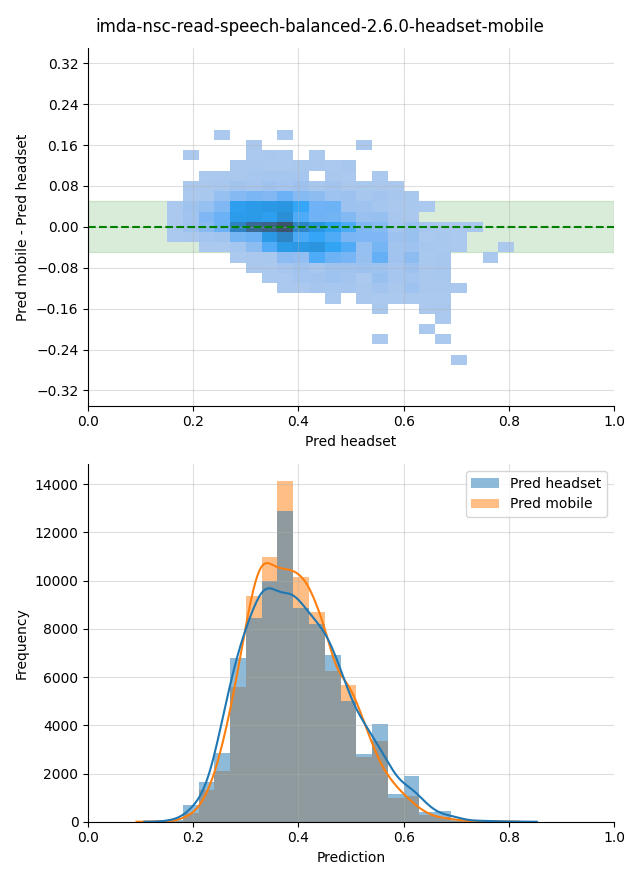 imda-nsc-read-speech-balanced-2.6.0-headset-mobile
Pred mobile - Pred headset
0.32
0.24
0.16
0.08
0.00
−0.08
−0.16
−0.24
−0.32
0.0 0.2 0.4 0.6 0.8 1.0
Pred headset
Frequency
14000
12000
10000
8000
6000
4000
2000
0
Pred headset
Pred mobile
0.0 0.2 0.4 0.6 0.8 1.0
Prediction